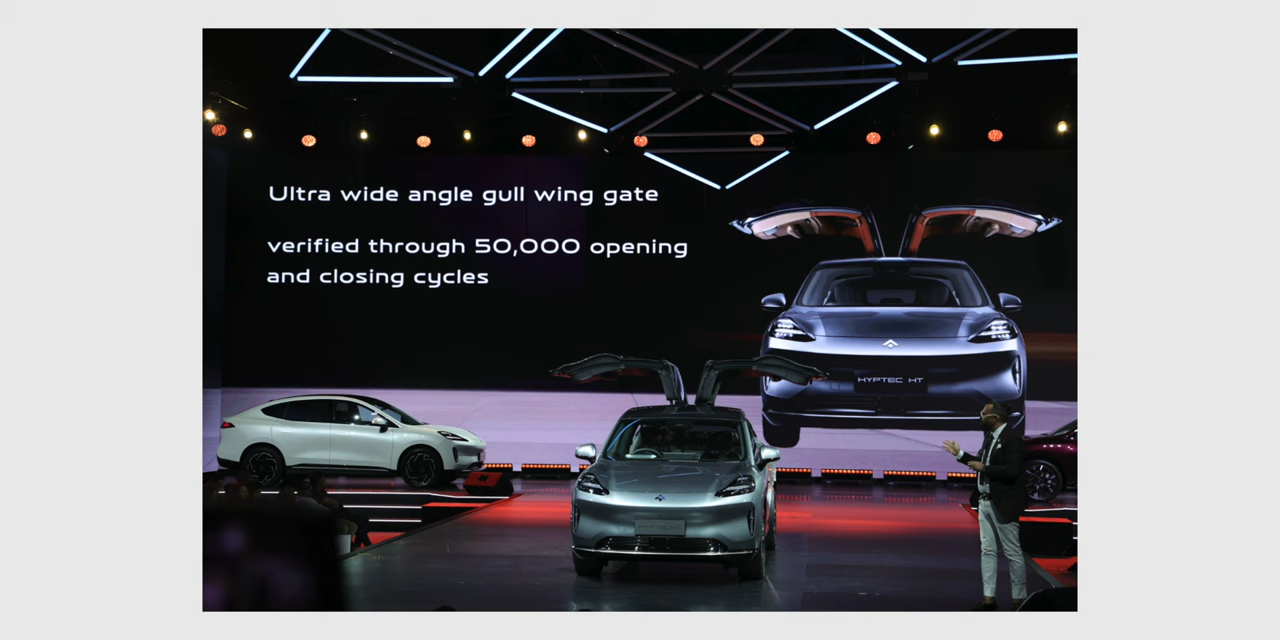 Ultra wide angle gull wing gate
verified through 50,000 opening
and closing cycles
HYPTEC HT